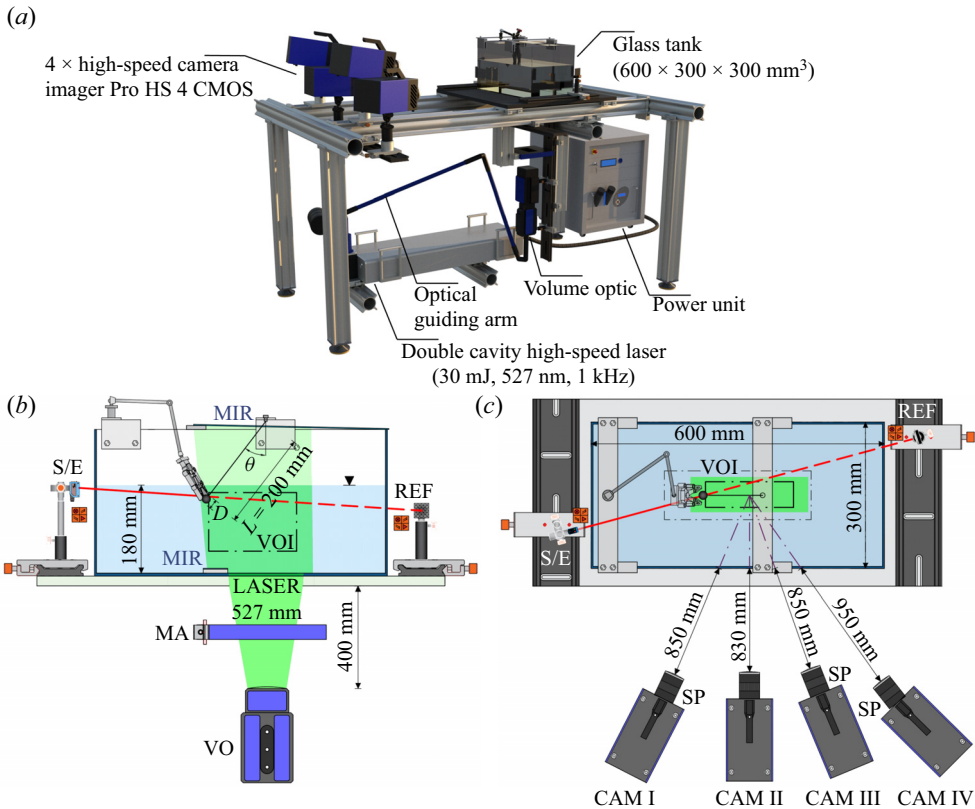 (a)
4 × high-speed camera
imager Pro HS 4 CMOS
Glass tank
(600 × 300 × 300 mm³)
Optical
guiding arm
Volume optic
Power unit
Double cavity high-speed laser
(30 mJ, 527 nm, 1 kHz)
(b)
MIR
S/E
θ
L = 200 mm
REF
D
VOI
180 mm
MIR
LASER
527 mm
MA
400 mm
VO
(c)
REF
600 mm
VOI
300 mm
S/E
850 mm
830 mm
850 mm
950 mm
SP
SP
SP
CAM I
CAM II
CAM III
CAM IV